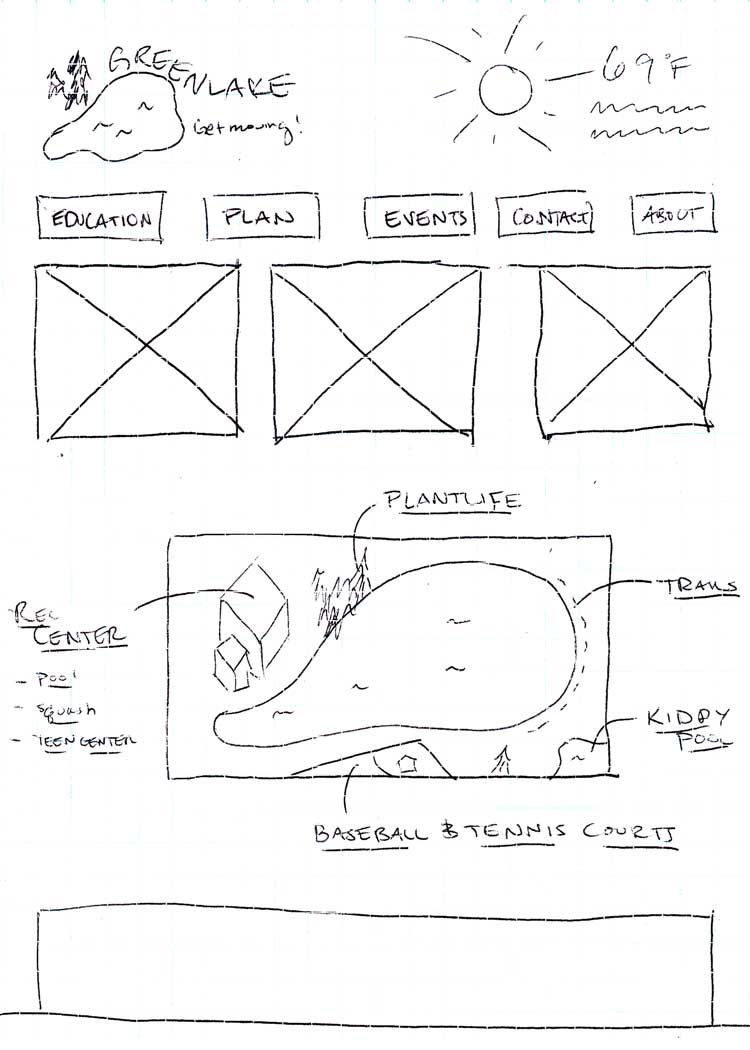 GREENLAKE
Get moving!
69°F
EDUCATION
PLAN
EVENTS
CONTACT
ABOUT
PLANTLIFE
TRAILS
REC
CENTER
- POOL
- squash
- TEEN CENTER
KIDDY
POOL
BASEBALL & TENNIS COURTS